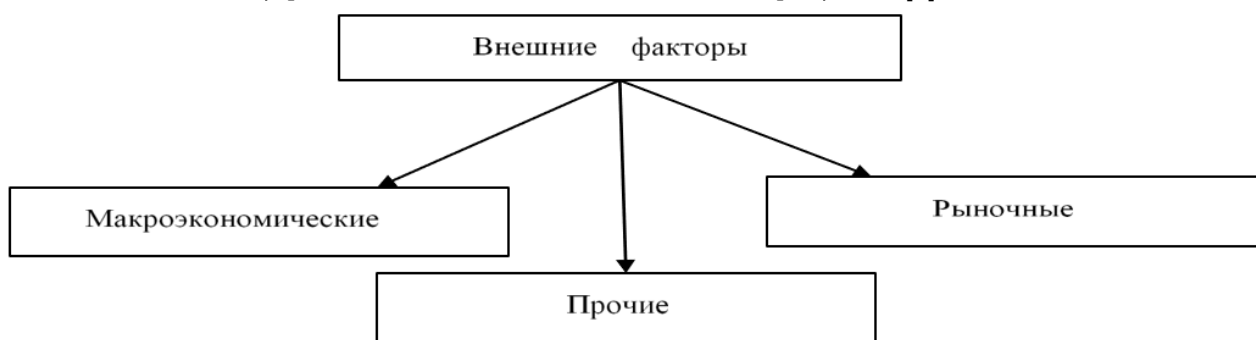 Внешние факторы
Макроэкономические
Рыночные
Прочие